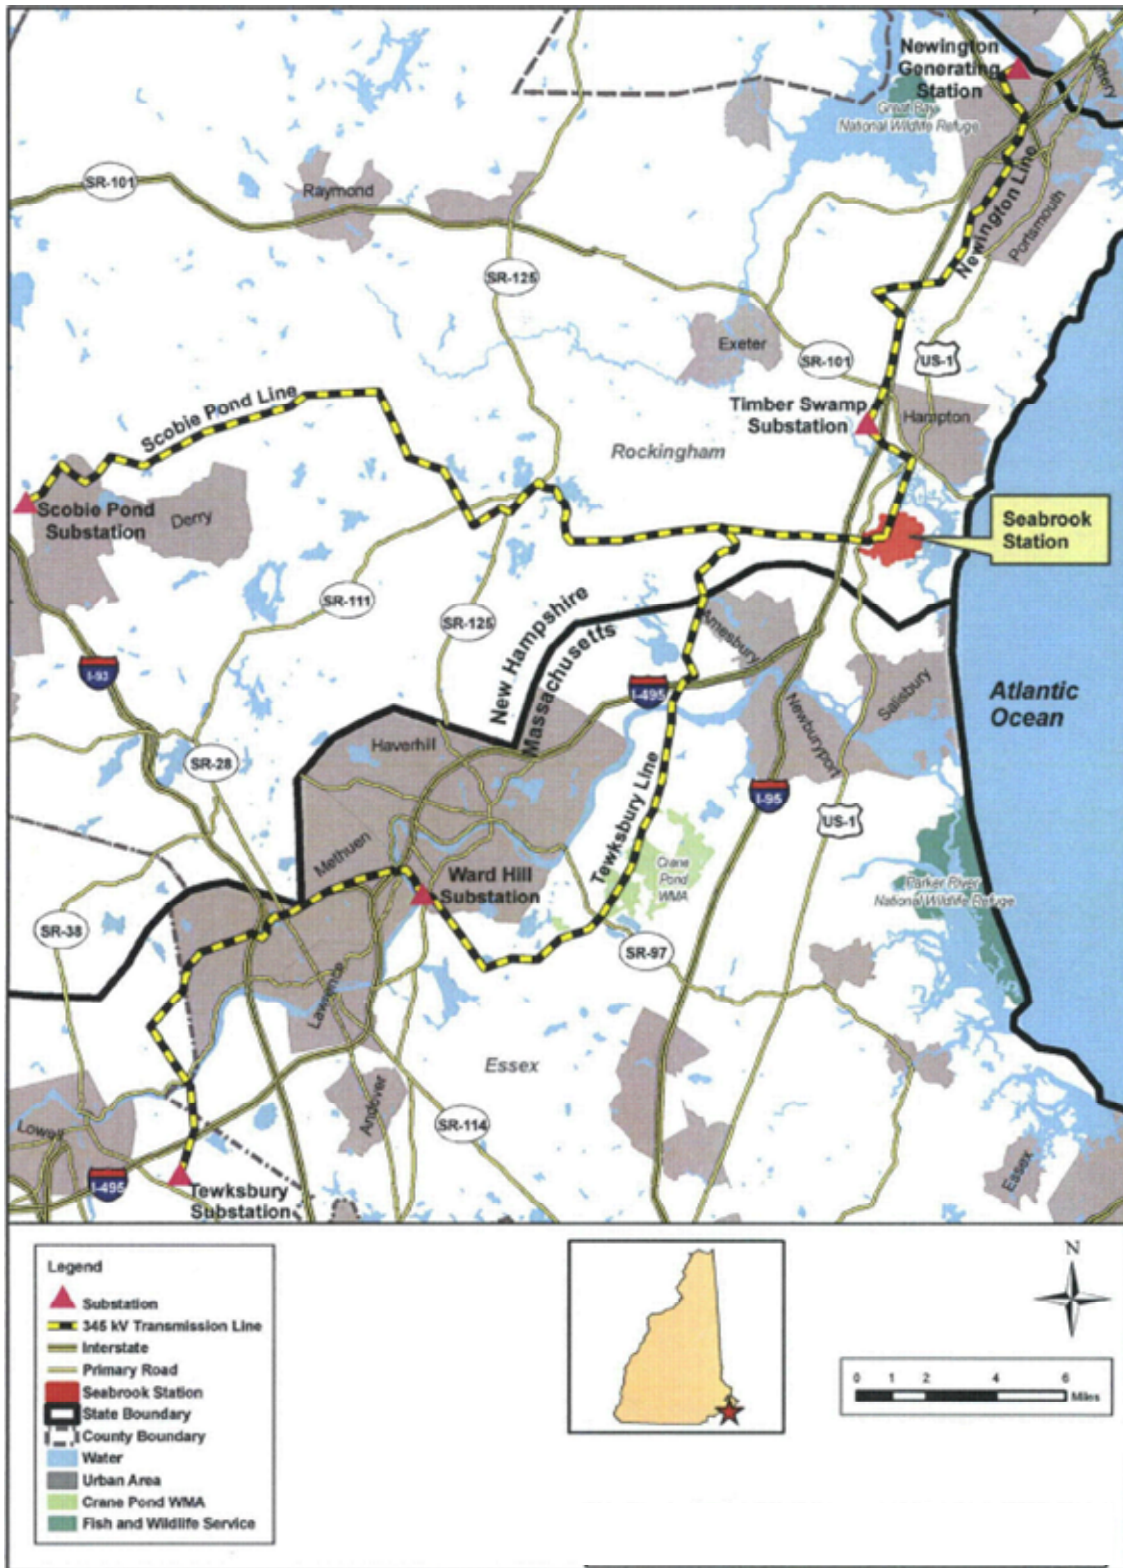 Newington
Generating
Station
Kittery
Great Bay
National Wildlife Refuge
SR-101
Raymond
Newington Line
Portsmouth
SR-125
Exeter
SR-101
US-1
Scobie Pond Line
Timber Swamp
Substation
Hampton
Rockingham
Scobie Pond
Substation
Derry
Seabrook
Station
SR-111
SR-125
New Hampshire
Massachusetts
Amesbury
I-93
I-495
Salisbury
Atlantic
Ocean
Haverhill
Newburyport
SR-28
I-95
US-1
Tewksbury Line
Methuen
Crane
Pond
WMA
Ward Hill
Substation
Parker River
National Wildlife Refuge
SR-38
SR-97
Lawrence
Essex
Andover
SR-114
Lowell
I-495
Essex
Tewksbury
Substation
Legend
Substation
345 kV Transmission Line
Interstate
Primary Road
Seabrook Station
State Boundary
County Boundary
Water
Urban Area
Crane Pond WMA
Fish and Wildlife Service
N
0 1 2 4 6
Miles